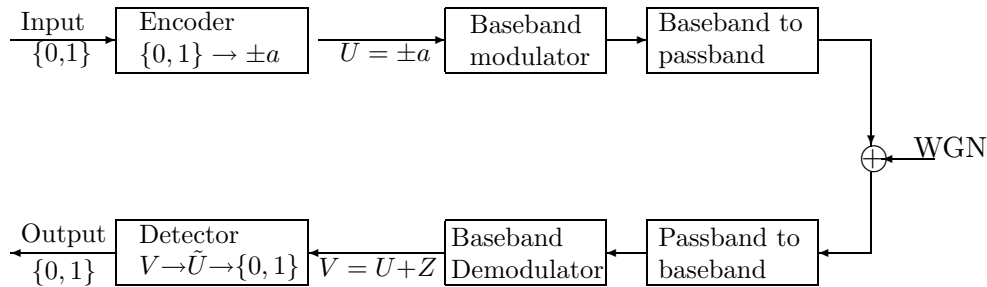 Input
{0,1}
Encoder
{0, 1} → ±a
U = ±a
Baseband
modulator
Baseband to
passband
WGN
Output
{0, 1}
Detector
V→Ũ→{0, 1}
V = U+Z
Baseband
Demodulator
Passband to
baseband